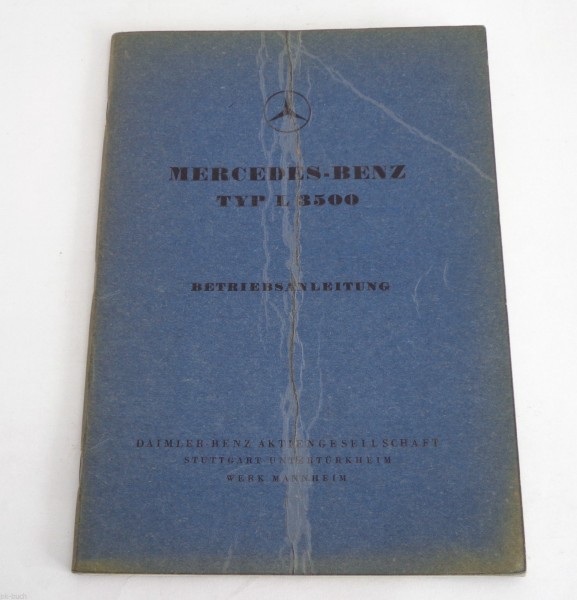 MERCEDES-BENZ
TYP L 3500
BETRIEBSANLEITUNG
DAIMLER-BENZ AKTIENGESELLSCHAFT
STUTTGART-UNTERTÜRKHEIM
WERK MANNHEIM